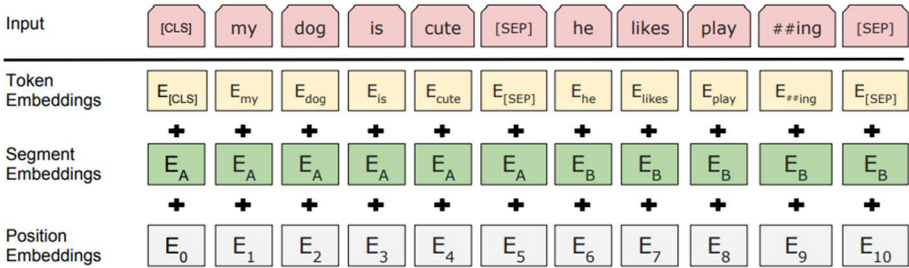 Input [CLS] my dog is cute [SEP] he likes play ##ing [SEP]
Token Embeddings E[CLS] Emy Edog Eis Ecute E[SEP] Ehe Elikes Eplay E##ing E[SEP]
+ + + + + + + + + + +
Segment Embeddings EA EA EA EA EA EA EB EB EB EB EB
+ + + + + + + + + + +
Position Embeddings E0 E1 E2 E3 E4 E5 E6 E7 E8 E9 E10